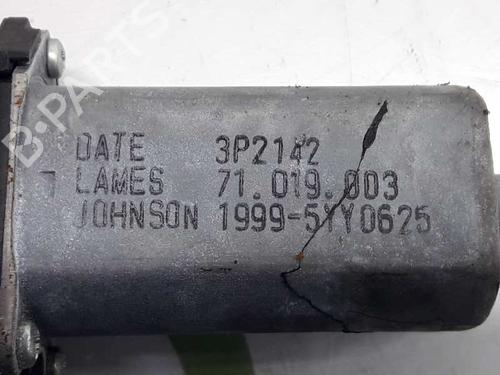 B-PARTS
DATE 3P2142
LAMES 71.019.003
JOHNSON 1999-5YY0625